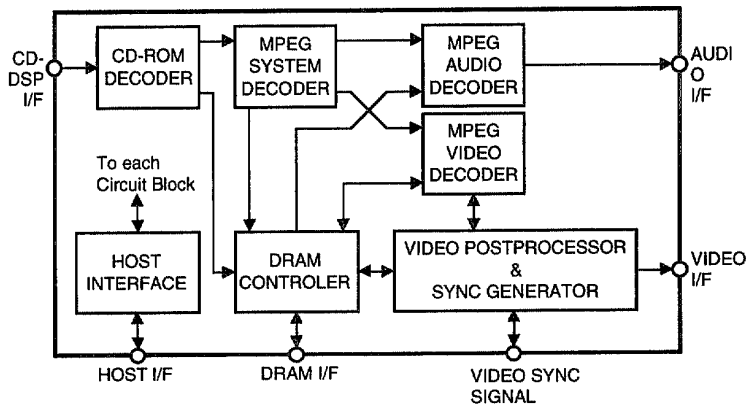 CD-
DSP
I/F
CD-ROM
DECODER
MPEG
SYSTEM
DECODER
MPEG
AUDIO
DECODER
AUDI
O
I/F
MPEG
VIDEO
DECODER
To each
Circuit Block
HOST
INTERFACE
DRAM
CONTROLER
VIDEO POSTPROCESSOR
&
SYNC GENERATOR
VIDEO
I/F
HOST I/F
DRAM I/F
VIDEO SYNC
SIGNAL